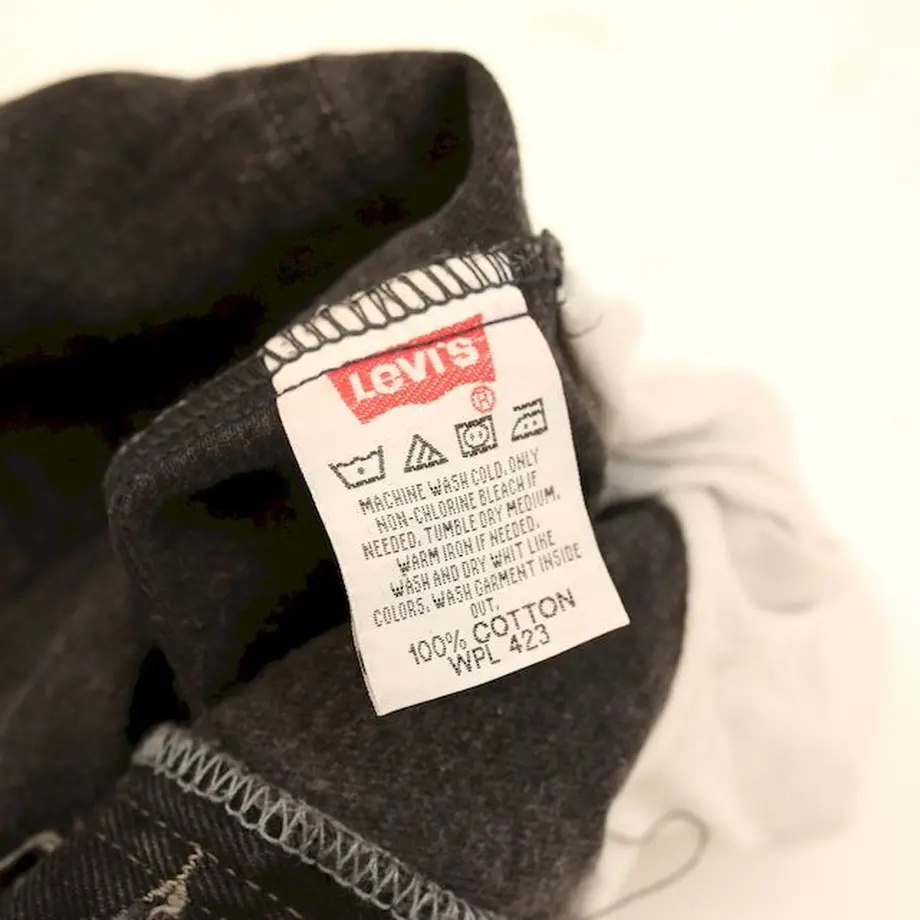 Levi's
®
MACHINE WASH COLD, ONLY
NON-CHLORINE BLEACH IF
NEEDED. TUMBLE DRY MEDIUM.
WARM IRON IF NEEDED.
WASH AND DRY WHIT LIKE
COLORS. WASH GARMENT INSIDE
OUT.
100% COTTON
WPL 423